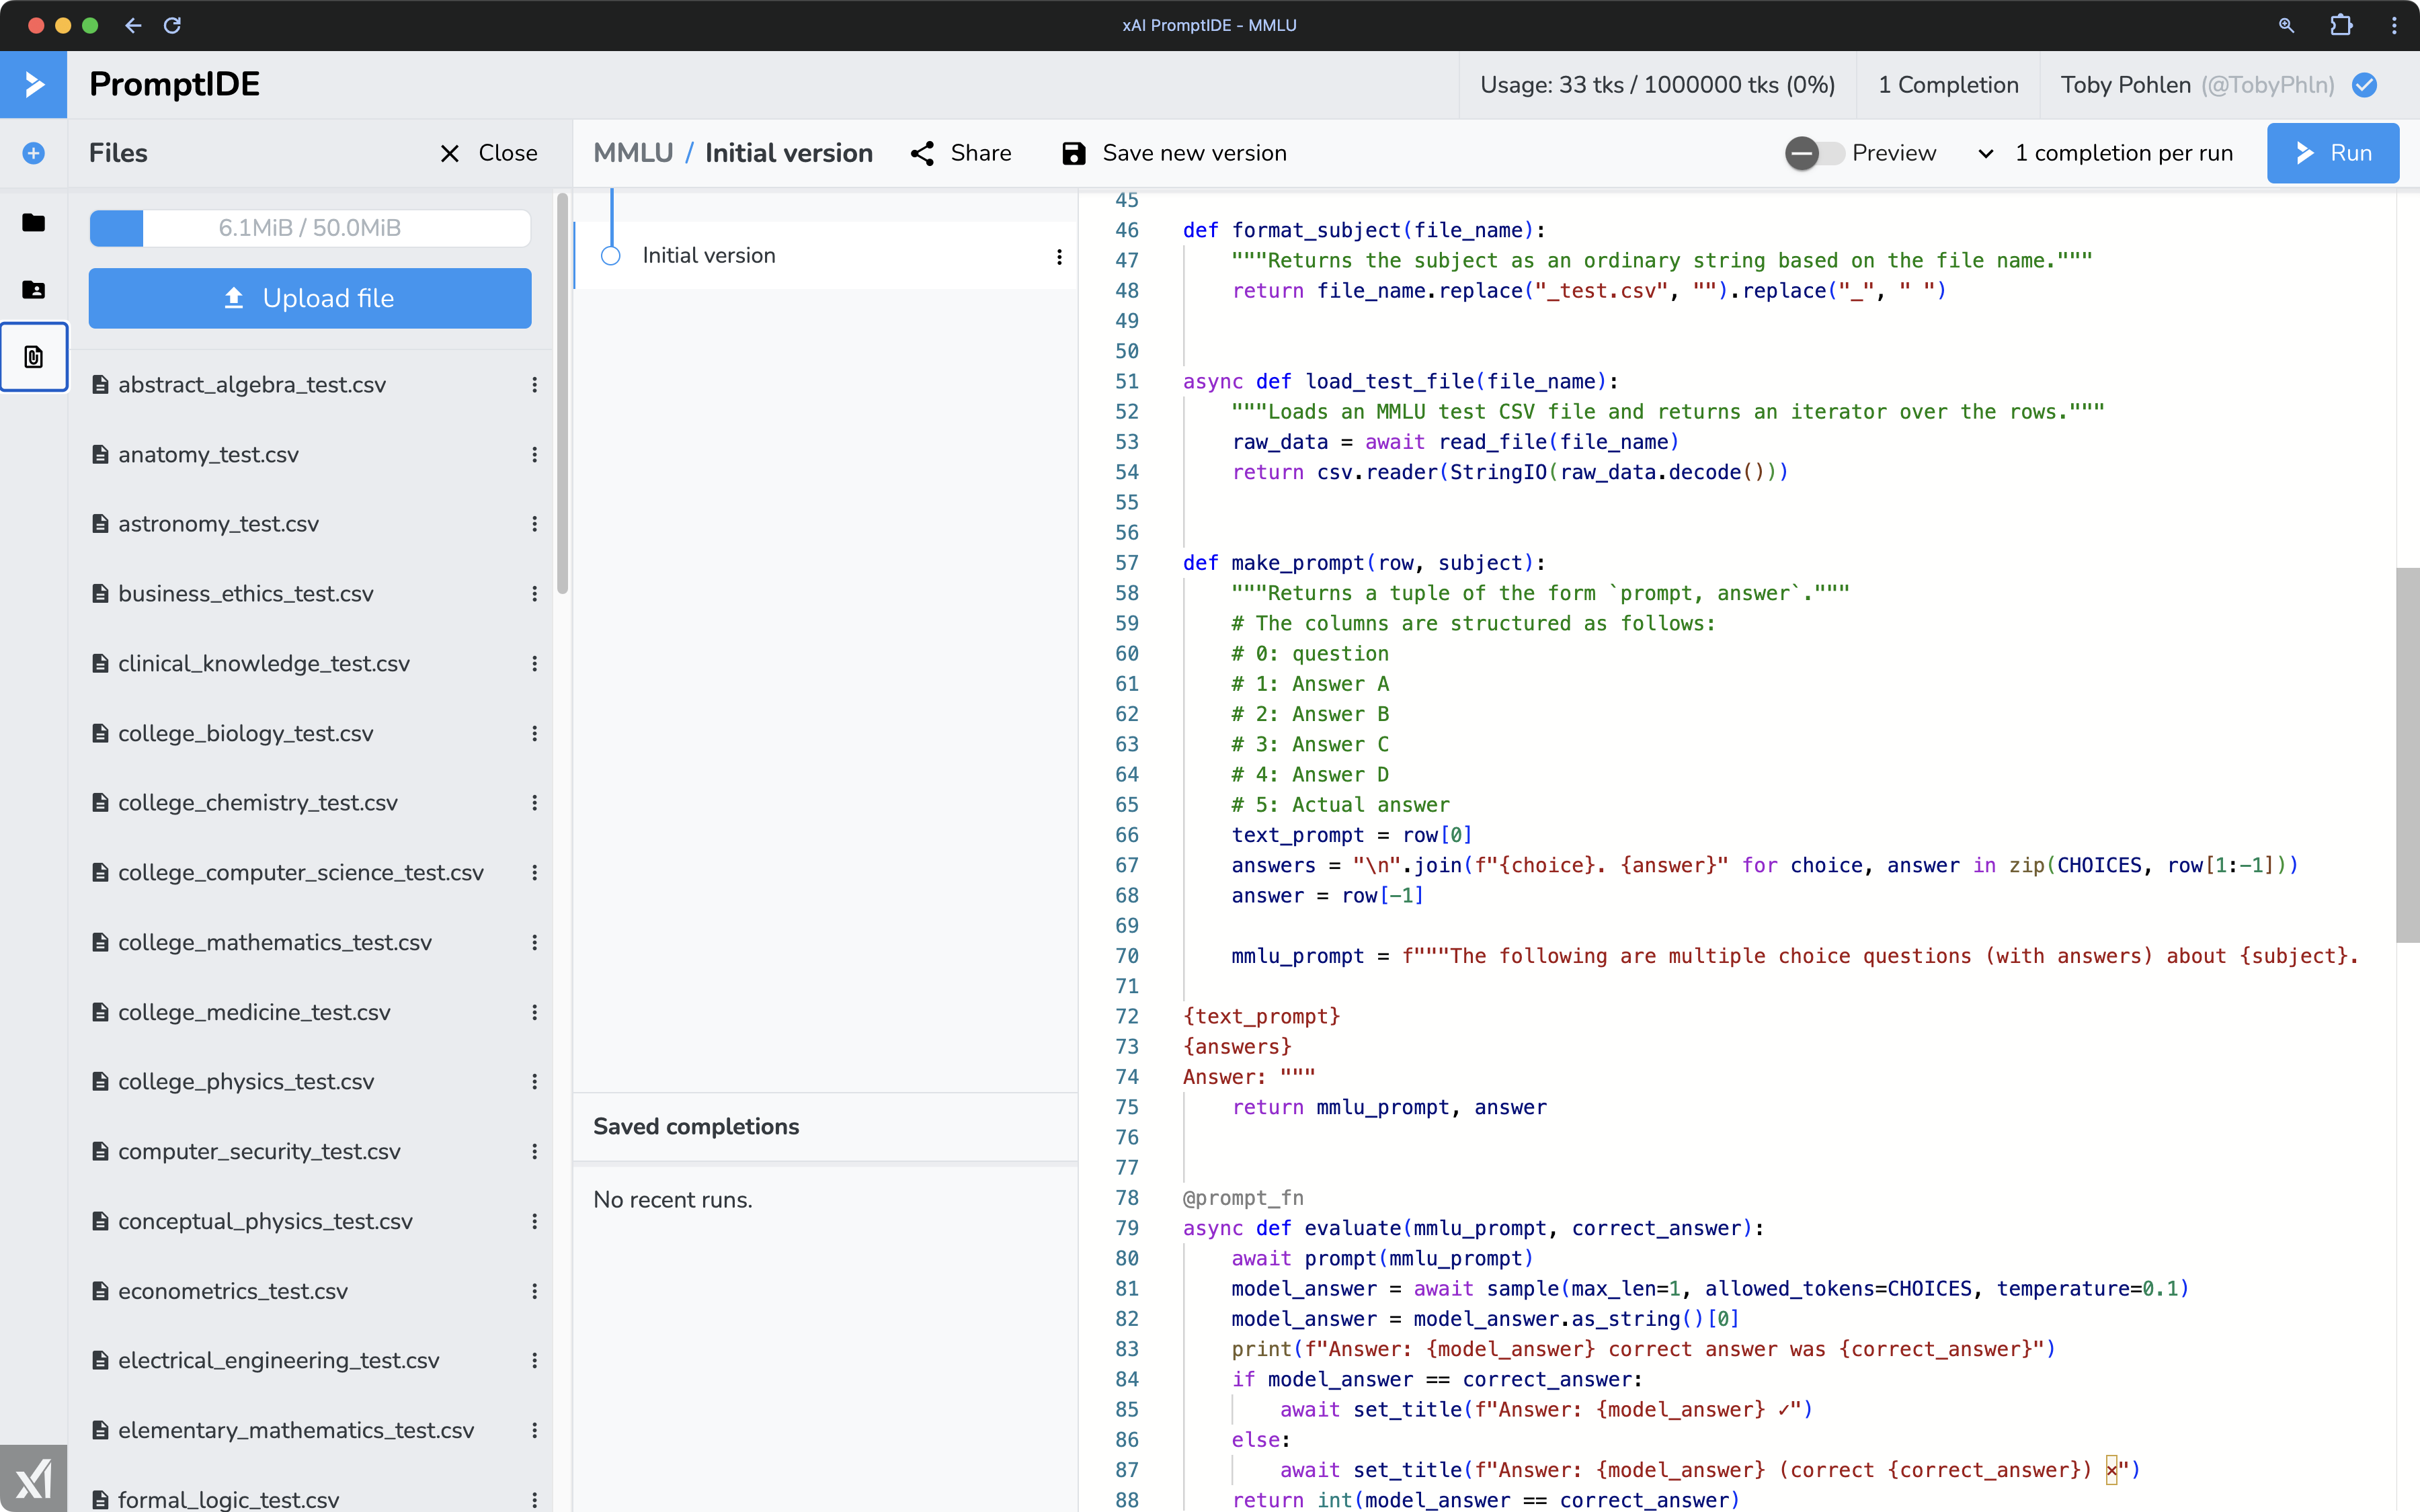 xAI PromptIDE - MMLU
PromptIDE
Usage: 33 tks / 1000000 tks (0%)
1 Completion
Toby Pohlen (@TobyPhln)
Files
Close
MMLU / Initial version
Share
Save new version
Preview
1 completion per run
Run
6.1MiB / 50.0MiB
Upload file
abstract_algebra_test.csv
anatomy_test.csv
astronomy_test.csv
business_ethics_test.csv
clinical_knowledge_test.csv
college_biology_test.csv
college_chemistry_test.csv
college_computer_science_test.csv
college_mathematics_test.csv
college_medicine_test.csv
college_physics_test.csv
computer_security_test.csv
conceptual_physics_test.csv
econometrics_test.csv
electrical_engineering_test.csv
elementary_mathematics_test.csv
formal_logic_test.csv
xAI
Initial version
Saved completions
No recent runs.
45
46 def format_subject(file_name):
47 """Returns the subject as an ordinary string based on the file name."""
48 return file_name.replace("_test.csv", "").replace("_", " ")
49
50
51 async def load_test_file(file_name):
52 """Loads an MMLU test CSV file and returns an iterator over the rows."""
53 raw_data = await read_file(file_name)
54 return csv.reader(StringIO(raw_data.decode()))
55
56
57 def make_prompt(row, subject):
58 """Returns a tuple of the form `prompt, answer`."""
59 # The columns are structured as follows:
60 # 0: question
61 # 1: Answer A
62 # 2: Answer B
63 # 3: Answer C
64 # 4: Answer D
65 # 5: Actual answer
66 text_prompt = row[0]
67 answers = "\n".join(f"{choice}. {answer}" for choice, answer in zip(CHOICES, row[1:-1]))
68 answer = row[-1]
69
70 mmlu_prompt = f"""The following are multiple choice questions (with answers) about {subject}.
71
72 {text_prompt}
73 {answers}
74 Answer: """
75 return mmlu_prompt, answer
76
77
78 @prompt_fn
79 async def evaluate(mmlu_prompt, correct_answer):
80 await prompt(mmlu_prompt)
81 model_answer = await sample(max_len=1, allowed_tokens=CHOICES, temperature=0.1)
82 model_answer = model_answer.as_string()[0]
83 print(f"Answer: {model_answer} correct answer was {correct_answer}")
84 if model_answer == correct_answer:
85 await set_title(f"Answer: {model_answer} ✓")
86 else:
87 await set_title(f"Answer: {model_answer} (correct {correct_answer}) ×")
88 return int(model_answer == correct_answer)